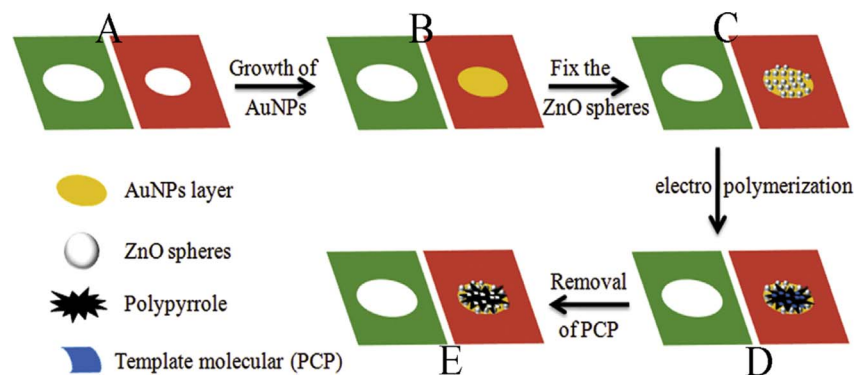 A
B
C
Growth of
AuNPs
Fix the
ZnO spheres
electro polymerization
AuNPs layer
ZnO spheres
Polypyrrole
Template molecular (PCP)
Removal
of PCP
E
D